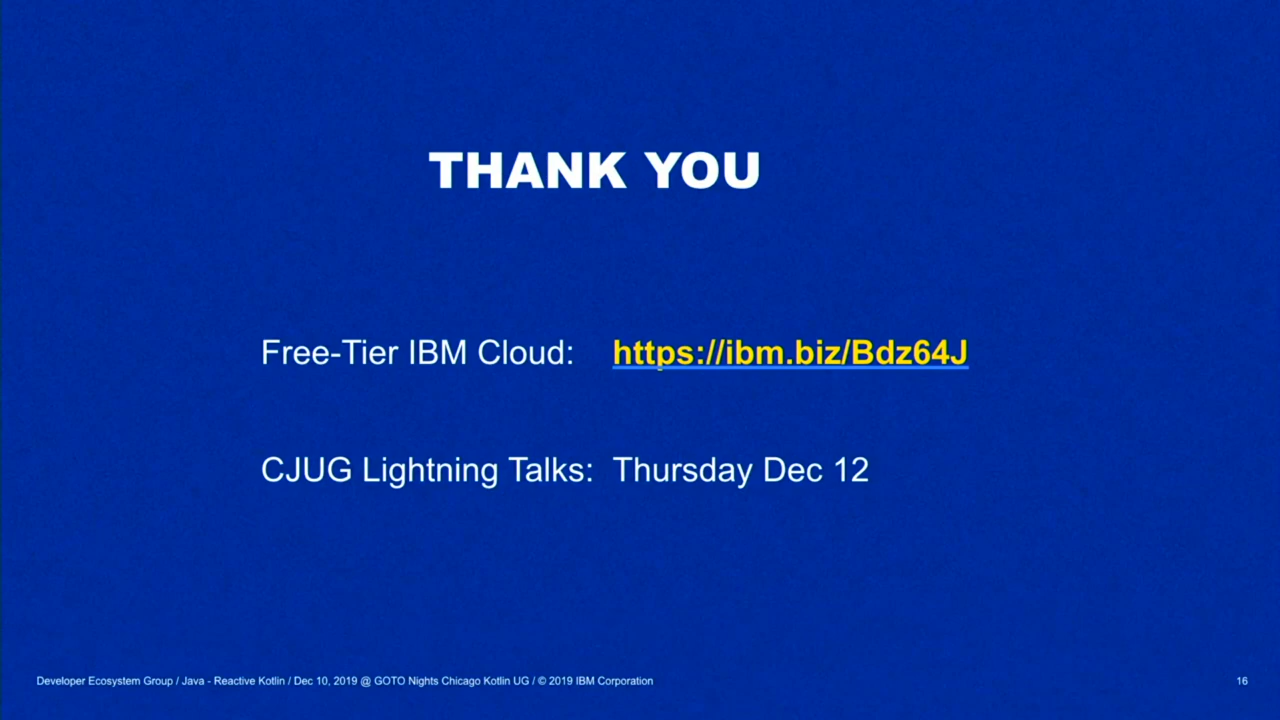 THANK YOU
Free-Tier IBM Cloud: https://ibm.biz/Bdz64J
CJUG Lightning Talks: Thursday Dec 12
Developer Ecosystem Group / Java - Reactive Kotlin / Dec 10, 2019 @ GOTO Nights Chicago Kotlin UG / © 2019 IBM Corporation 16